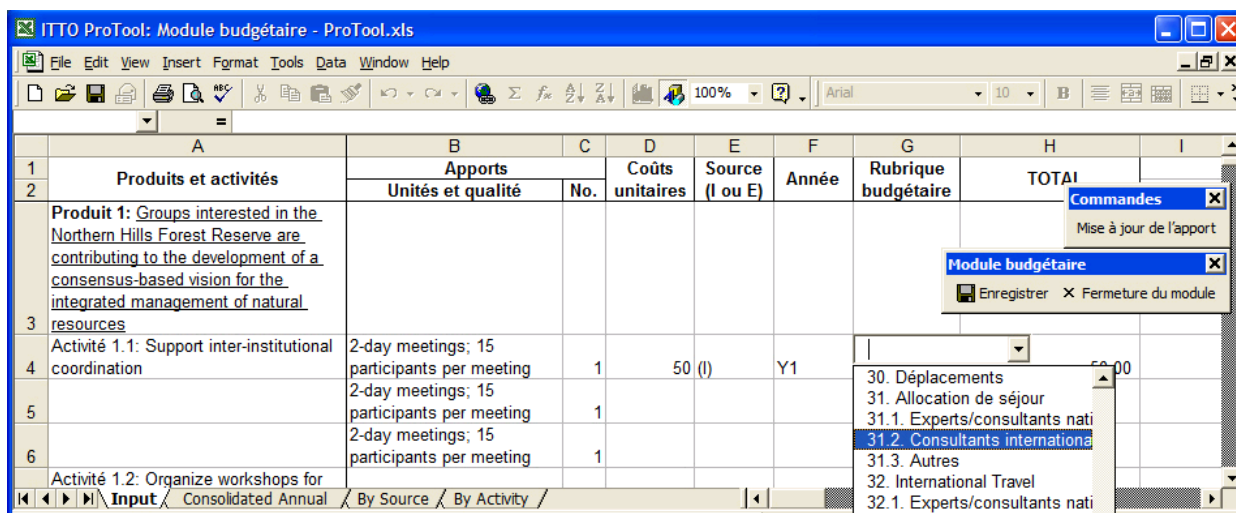 ITTO ProTool: Module budgétaire - ProTool.xls
File Edit View Insert Format Tools Data Window Help
100% Arial 10 B
=
A B C D E F G H I
1 Produits et activités Apports Coûts unitaires Source (I ou E) Année Rubrique budgétaire TOTAL
2 Unités et qualité No.
Commandes
Mise à jour de l'apport
Module budgétaire
Enregistrer Fermeture du module
Produit 1: Groups interested in the
Northern Hills Forest Reserve are
contributing to the development of a
consensus-based vision for the
integrated management of natural
3 resources
Activité 1.1: Support inter-institutional 2-day meetings; 15
4 coordination participants per meeting 1 50 (I) Y1
2-day meetings; 15
5 participants per meeting 1
2-day meetings; 15
6 participants per meeting 1
30. Déplacements
31. Allocation de séjour
31.1. Experts/consultants nati
31.2. Consultants internationa
31.3. Autres
32. International Travel
32.1. Experts/consultants nati
Activité 1.2: Organize workshops for
Input Consolidated Annual By Source By Activity